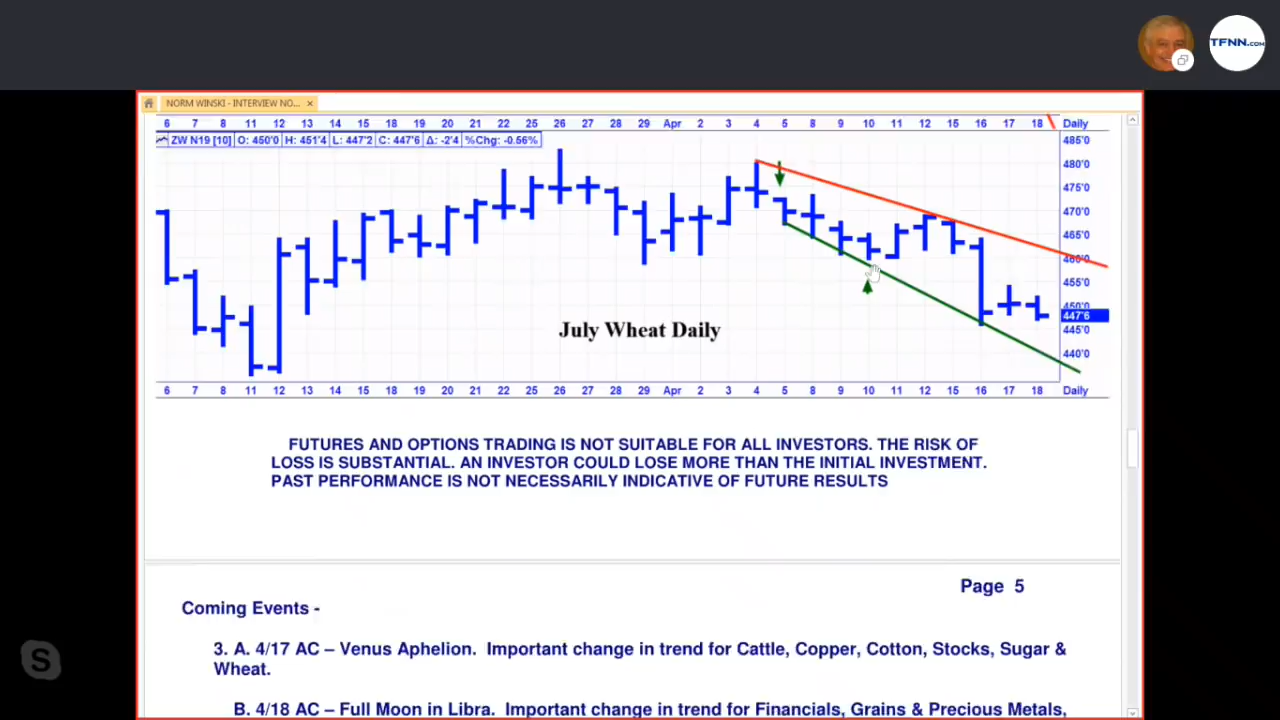 TFNN.COM
NORM WINSKI - INTERVIEW NO... ×
6 7 8 11 12 13 14 15 18 19 20 21 22 25 26 27 28 29 Apr 2 3 4 5 8 9 10 11 12 15 16 17 18 Daily
ZW N19 [10] O: 450'0 H: 451'4 L: 447'2 C: 447'6 Δ: -2'4 %Chg: -0.56%
485'0
480'0
475'0
470'0
465'0
460'0
455'0
450'0
447'6
445'0
440'0
July Wheat Daily
6 7 8 11 12 13 14 15 18 19 20 21 22 25 26 27 28 29 Apr 2 3 4 5 8 9 10 11 12 15 16 17 18 Daily
FUTURES AND OPTIONS TRADING IS NOT SUITABLE FOR ALL INVESTORS. THE RISK OF
LOSS IS SUBSTANTIAL. AN INVESTOR COULD LOSE MORE THAN THE INITIAL INVESTMENT.
PAST PERFORMANCE IS NOT NECESSARILY INDICATIVE OF FUTURE RESULTS
Page 5
Coming Events -
3. A. 4/17 AC – Venus Aphelion. Important change in trend for Cattle, Copper, Cotton, Stocks, Sugar &
Wheat.
B. 4/18 AC – Full Moon in Libra. Important change in trend for Financials, Grains & Precious Metals,
S